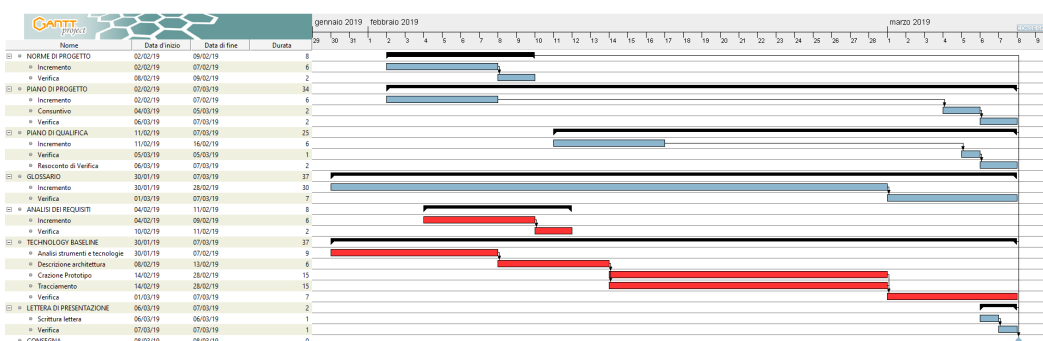 GANTT project
gennaio 2019 febbraio 2019 marzo 2019
Nome Data d'inizio Data di fine Durata
29 30 31 1 2 3 4 5 6 7 8 9 10 11 12 13 14 15 16 17 18 19 20 21 22 23 24 25 26 27 28 1 2 3 4 5 6 7 8 9
NORME DI PROGETTO 02/02/19 09/02/19 8
Incremento 02/02/19 07/02/19 6
Verifica 08/02/19 09/02/19 2
PIANO DI PROGETTO 02/02/19 07/03/19 34
Incremento 02/02/19 07/02/19 6
Consuntivo 04/03/19 05/03/19 2
Verifica 06/03/19 07/03/19 2
PIANO DI QUALIFICA 11/02/19 07/03/19 25
Incremento 11/02/19 16/02/19 6
Verifica 05/03/19 05/03/19 1
Resoconto di Verifica 06/03/19 07/03/19 2
GLOSSARIO 30/01/19 07/03/19 37
Incremento 30/01/19 28/02/19 30
Verifica 01/03/19 07/03/19 7
ANALISI DEI REQUISITI 04/02/19 11/02/19 8
Incremento 04/02/19 09/02/19 6
Verifica 10/02/19 11/02/19 2
TECHNOLOGY BASELINE 30/01/19 07/03/19 37
Analisi strumenti e tecnologie 30/01/19 07/02/19 9
Descrizione architettura 08/02/19 13/02/19 6
Crazione Prototipo 14/02/19 28/02/19 15
Tracciamento 14/02/19 28/02/19 15
Verifica 01/03/19 07/03/19 7
LETTERA DI PRESENTAZIONE 06/03/19 07/03/19 2
Scrittura lettera 06/03/19 06/03/19 1
Verifica 07/03/19 07/03/19 1
CONSEGNA 08/03/19 08/03/19 0